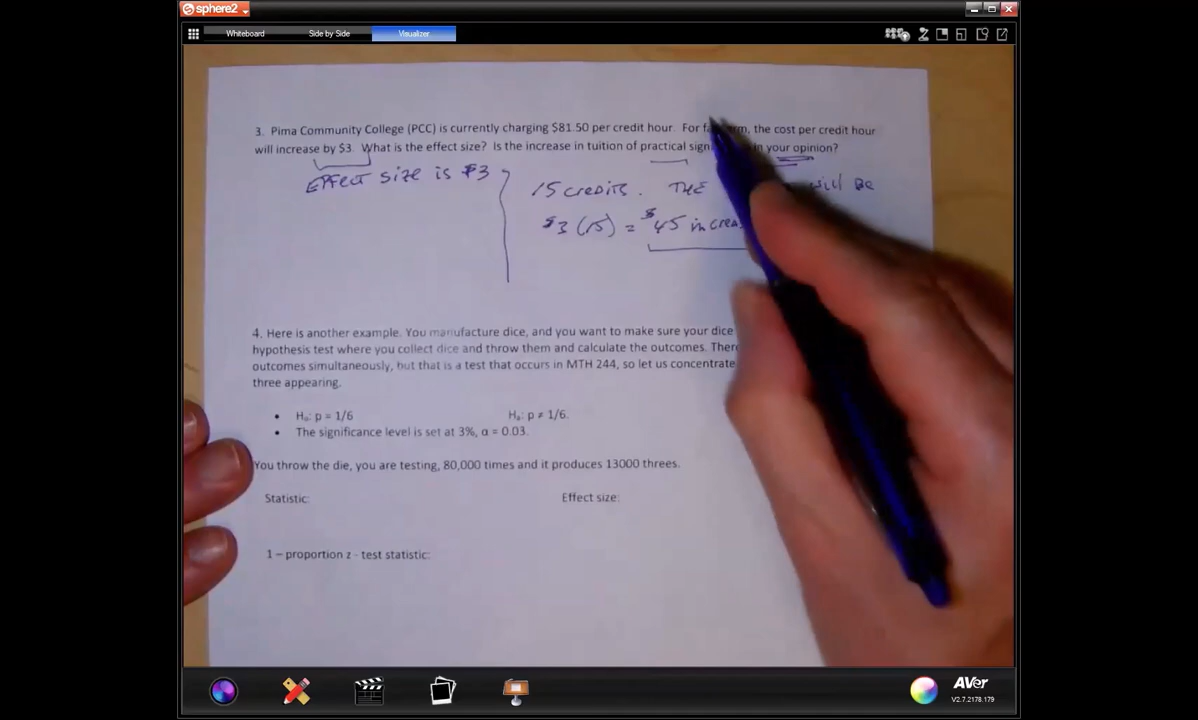 sphere2
Whiteboard Side by Side Visualizer
3. Pima Community College (PCC) is currently charging $81.50 per credit hour. For the cost per credit hour
will increase by $3. What is the effect size? Is the increase in tuition of practical in your opinion?
Effect size is $3
15 credits. THE will BE
$3 (15) = $45
4. Here is another example. You manufacture dice, and you want to make sure your dice
hypothesis test where you collect dice and throw them and calculate the outcomes.
outcomes simultaneously, but that is a test that occurs in MTH 244, so let us concentrate
three appearing.
• H₀: p = 1/6 Hₐ: p ≠ 1/6.
• The significance level is set at 3%, α = 0.03.
You throw the die, you are testing, 80,000 times and it produces 13000 threes.
Statistic: Effect size:
1 – proportion z - test statistic:
AVer
V2.7.2178.179